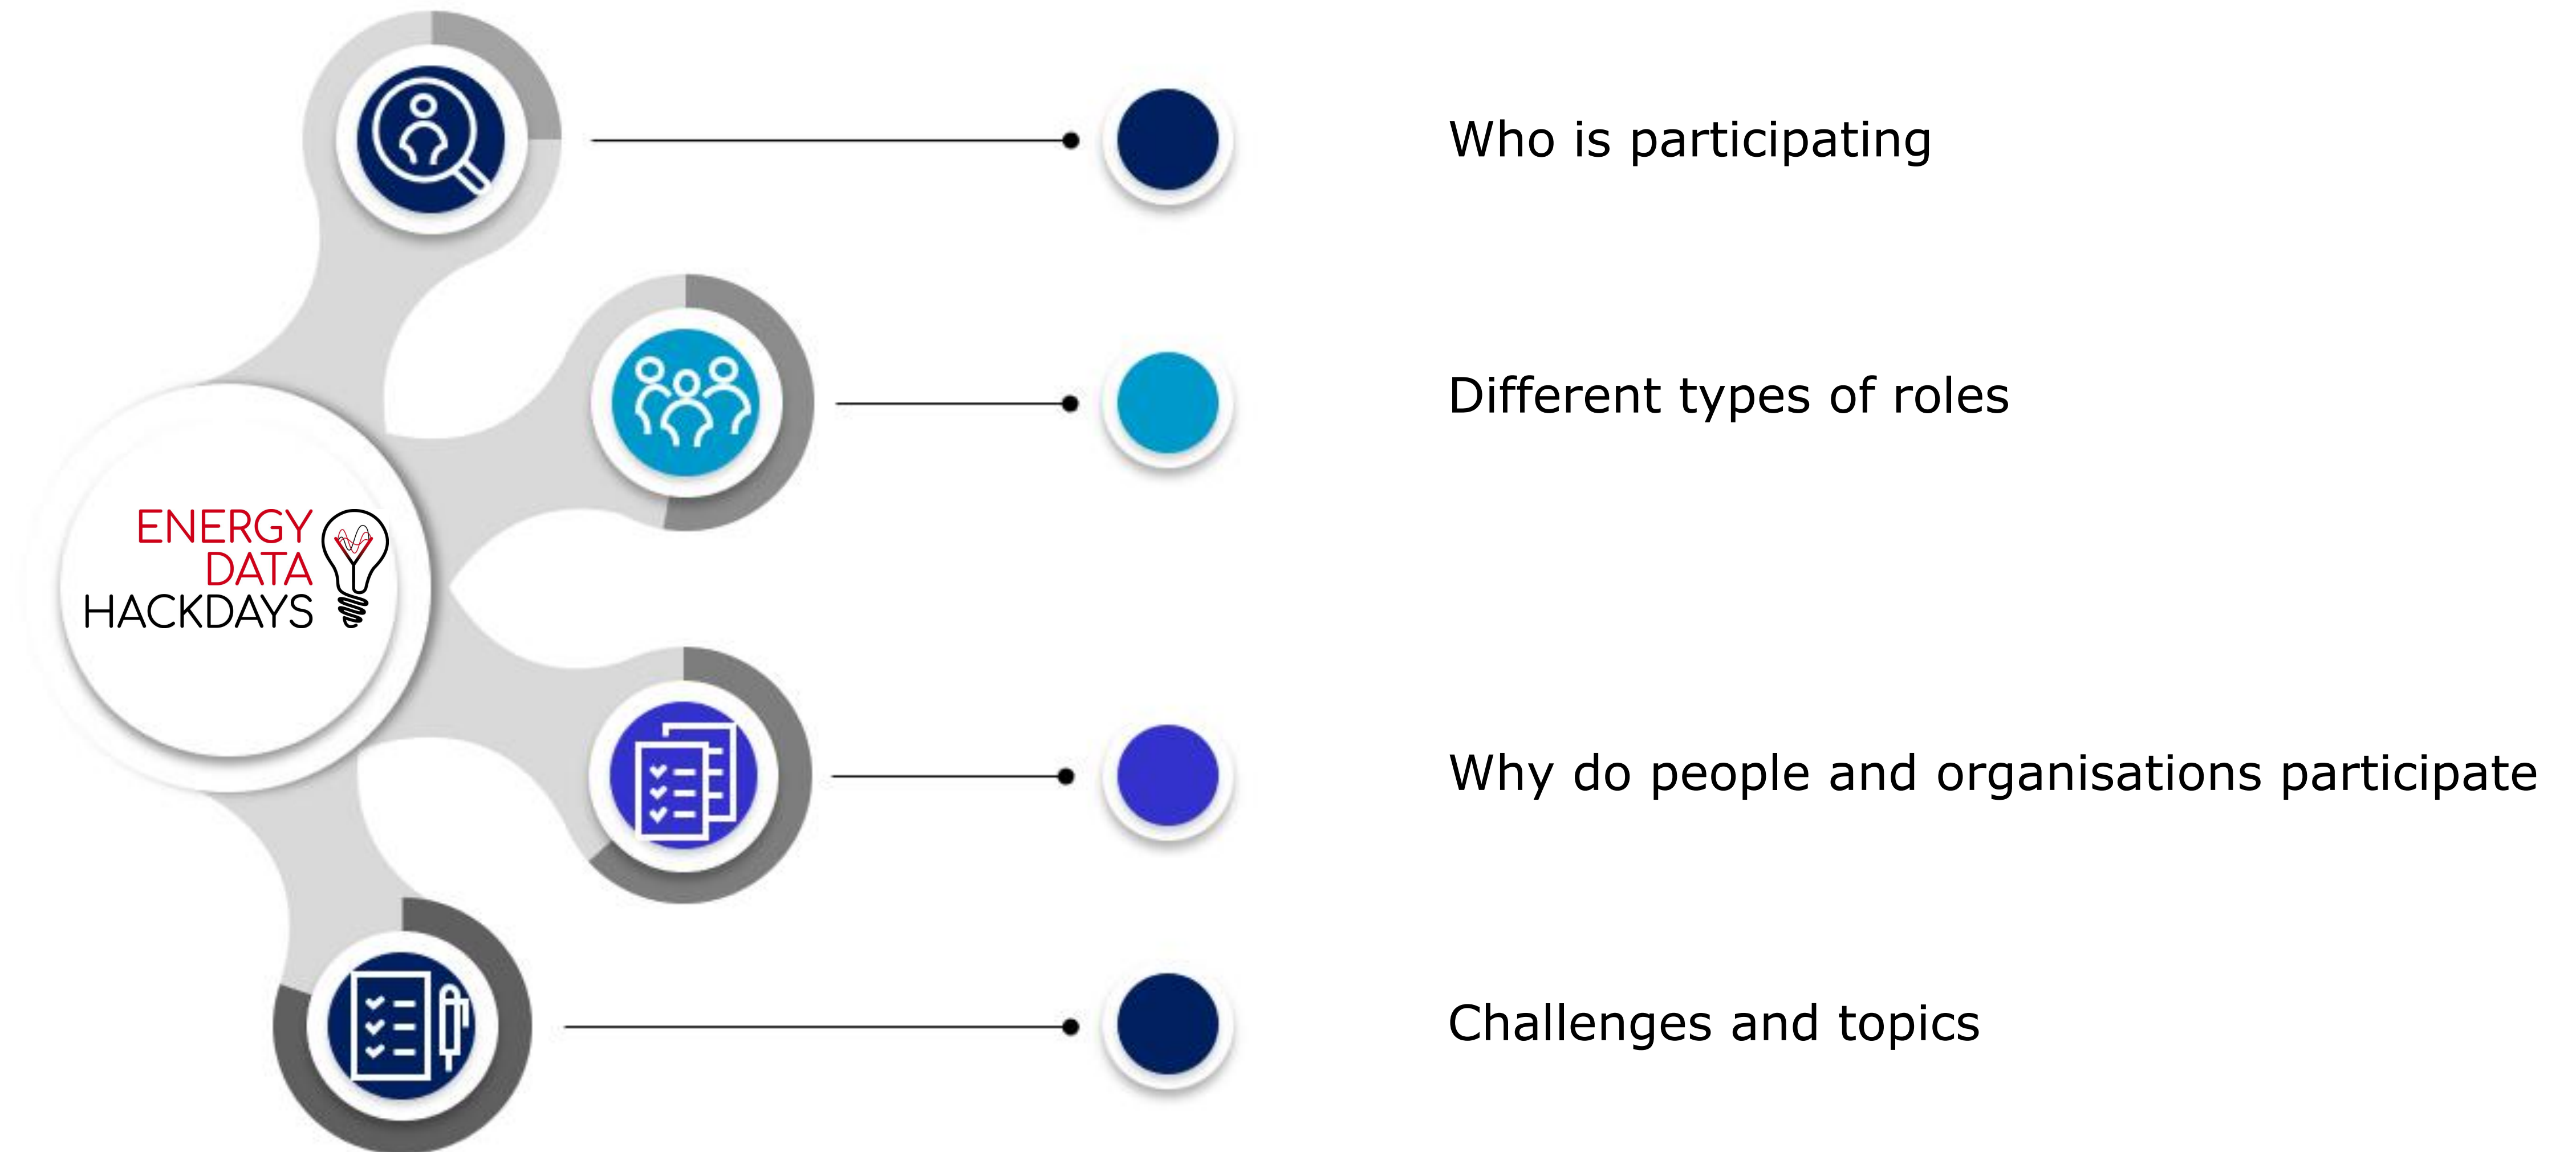 Who is participating
Different types of roles
ENERGY
DATA
HACKDAYS
Why do people and organisations participate
Challenges and topics